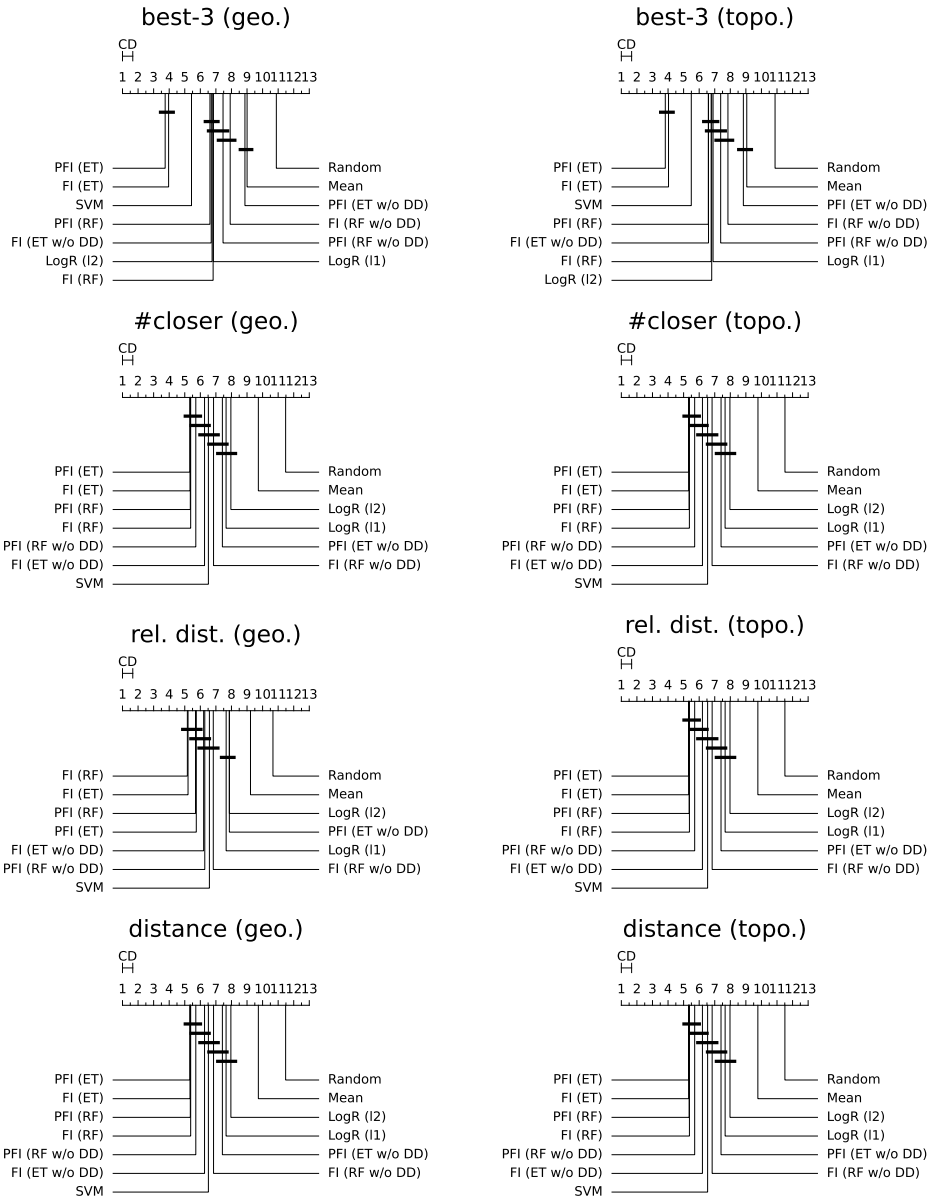 best-3 (geo.)
CD
1 2 3 4 5 6 7 8 9 10 11 12 13
PFI (ET)
FI (ET)
SVM
PFI (RF)
FI (ET w/o DD)
LogR (l2)
FI (RF)
Random
Mean
PFI (ET w/o DD)
FI (RF w/o DD)
PFI (RF w/o DD)
LogR (l1)
best-3 (topo.)
CD
1 2 3 4 5 6 7 8 9 10 11 12 13
PFI (ET)
FI (ET)
SVM
PFI (RF)
FI (ET w/o DD)
FI (RF)
LogR (l2)
Random
Mean
PFI (ET w/o DD)
FI (RF w/o DD)
PFI (RF w/o DD)
LogR (l1)
#closer (geo.)
CD
1 2 3 4 5 6 7 8 9 10 11 12 13
PFI (ET)
FI (ET)
PFI (RF)
FI (RF)
PFI (RF w/o DD)
FI (ET w/o DD)
SVM
Random
Mean
LogR (l2)
LogR (l1)
PFI (ET w/o DD)
FI (RF w/o DD)
#closer (topo.)
CD
1 2 3 4 5 6 7 8 9 10 11 12 13
PFI (ET)
FI (ET)
PFI (RF)
FI (RF)
PFI (RF w/o DD)
FI (ET w/o DD)
SVM
Random
Mean
LogR (l2)
LogR (l1)
PFI (ET w/o DD)
FI (RF w/o DD)
rel. dist. (geo.)
CD
1 2 3 4 5 6 7 8 9 10 11 12 13
FI (RF)
FI (ET)
PFI (RF)
PFI (ET)
FI (ET w/o DD)
PFI (RF w/o DD)
SVM
Random
Mean
LogR (l2)
PFI (ET w/o DD)
LogR (l1)
FI (RF w/o DD)
rel. dist. (topo.)
CD
1 2 3 4 5 6 7 8 9 10 11 12 13
PFI (ET)
FI (ET)
PFI (RF)
FI (RF)
PFI (RF w/o DD)
FI (ET w/o DD)
SVM
Random
Mean
LogR (l2)
LogR (l1)
PFI (ET w/o DD)
FI (RF w/o DD)
distance (geo.)
CD
1 2 3 4 5 6 7 8 9 10 11 12 13
PFI (ET)
FI (ET)
PFI (RF)
FI (RF)
PFI (RF w/o DD)
FI (ET w/o DD)
SVM
Random
Mean
LogR (l2)
LogR (l1)
PFI (ET w/o DD)
FI (RF w/o DD)
distance (topo.)
CD
1 2 3 4 5 6 7 8 9 10 11 12 13
PFI (ET)
FI (ET)
PFI (RF)
FI (RF)
PFI (RF w/o DD)
FI (ET w/o DD)
SVM
Random
Mean
LogR (l2)
LogR (l1)
PFI (ET w/o DD)
FI (RF w/o DD)